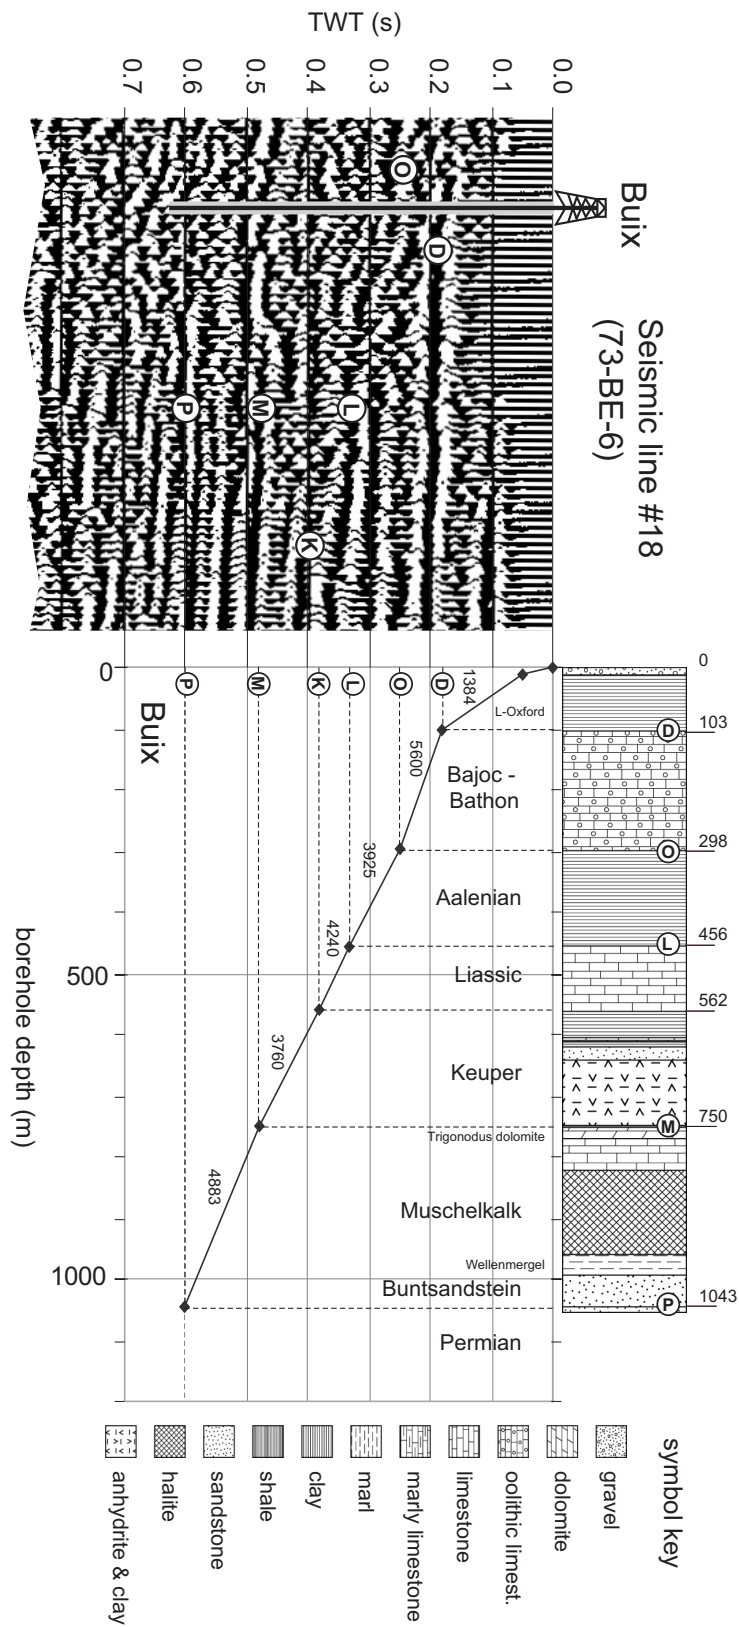 TWT (s)
0.7
0.6
0.5
0.4
0.3
0.2
0.1
0.0
Buix
Seismic line #18
(73-BE-6)
O
D
P
M
L
K
0
500
1000
borehole depth (m)
Buix
P
M
K
L
O
D
1384
5600
3925
4240
3760
4883
L-Oxford
Bajoc -
Bathon
Aalenian
Liassic
Keuper
Trigonodus dolomite
Muschelkalk
Wellenmergel
Buntsandstein
Permian
0
D
103
O
298
L
456
562
M
750
P
1043
symbol key
gravel
dolomite
oolithic limest.
limestone
marly limestone
marl
clay
shale
sandstone
halite
anhydrite & clay